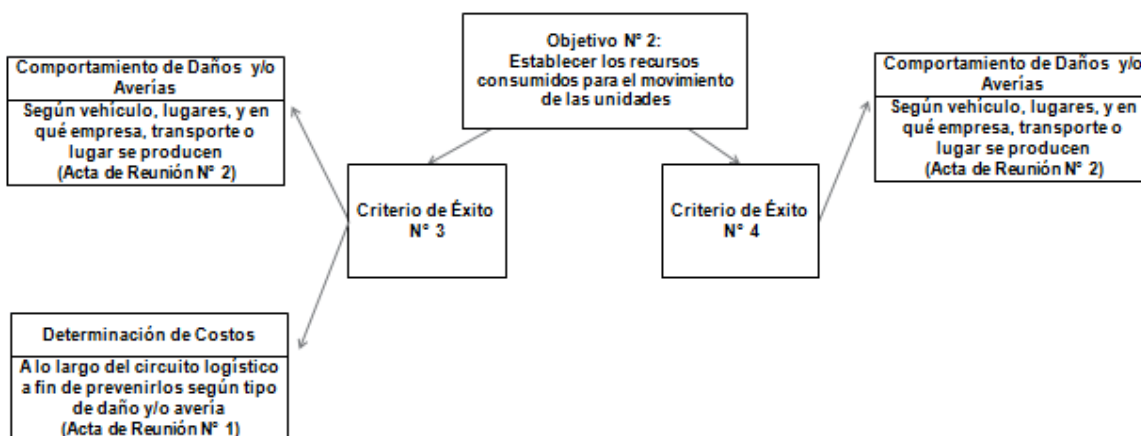 Objetivo N° 2:
Establecer los recursos
consumidos para el movimiento
de las unidades
Comportamiento de Daños y/o
Averías
Según vehículo, lugares, y en
qué empresa, transporte o
lugar se producen
(Acta de Reunión N° 2)
Comportamiento de Daños y/o
Averías
Según vehículo, lugares, y en
qué empresa, transporte o
lugar se producen
(Acta de Reunión N° 2)
Criterio de Éxito
N° 3
Criterio de Éxito
N° 4
Determinación de Costos
A lo largo del circuito logístico
a fin de prevenirlos según tipo
de daño y/o avería
(Acta de Reunión N° 1)